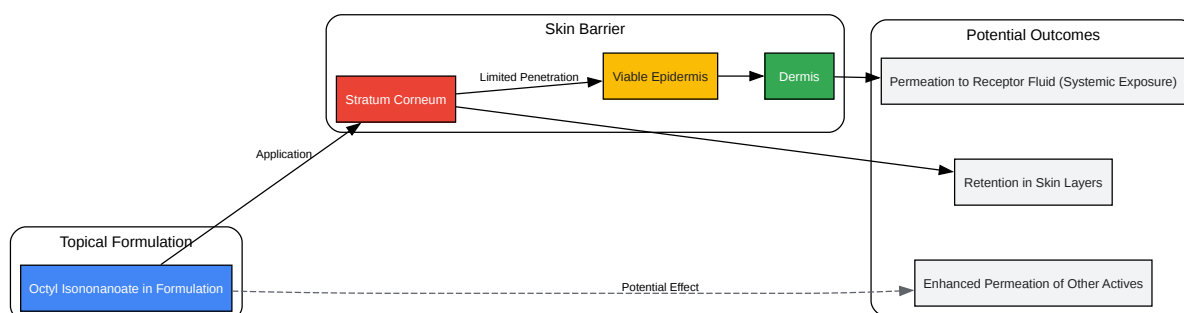 Skin Barrier
Potential Outcomes
Limited Penetration
Viable Epidermis
Dermis
Permeation to Receptor Fluid (Systemic Exposure)
Stratum Corneum
Application
Retention in Skin Layers
Topical Formulation
Octyl Isononanoate in Formulation
Potential Effect
Enhanced Permeation of Other Actives